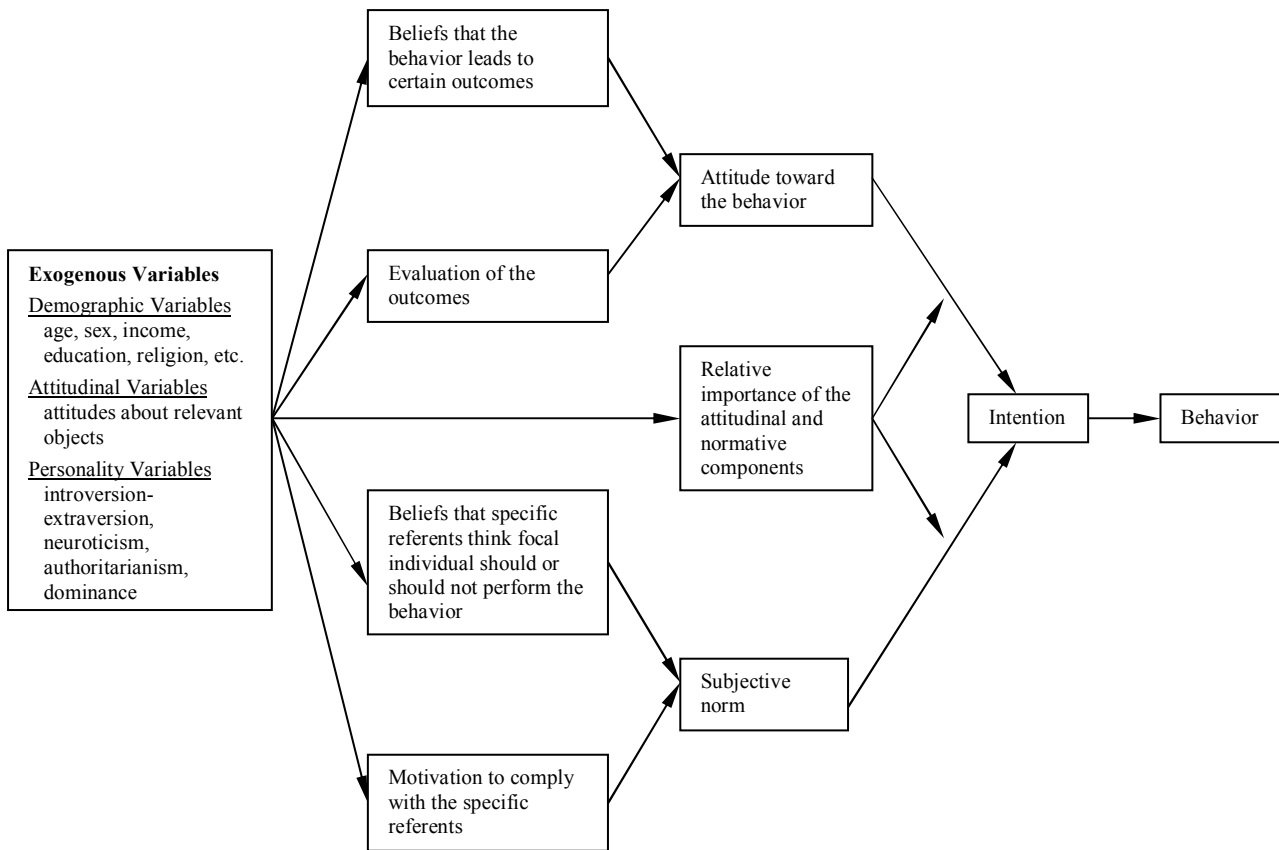 Exogenous Variables
Demographic Variables
age, sex, income,
education, religion, etc.
Attitudinal Variables
attitudes about relevant
objects
Personality Variables
introversion-
extraversion,
neuroticism,
authoritarianism,
dominance
Beliefs that the
behavior leads to
certain outcomes
Evaluation of the
outcomes
Beliefs that specific
referents think focal
individual should or
should not perform the
behavior
Motivation to comply
with the specific
referents
Attitude toward
the behavior
Relative
importance of the
attitudinal and
normative
components
Subjective
norm
Intention
Behavior